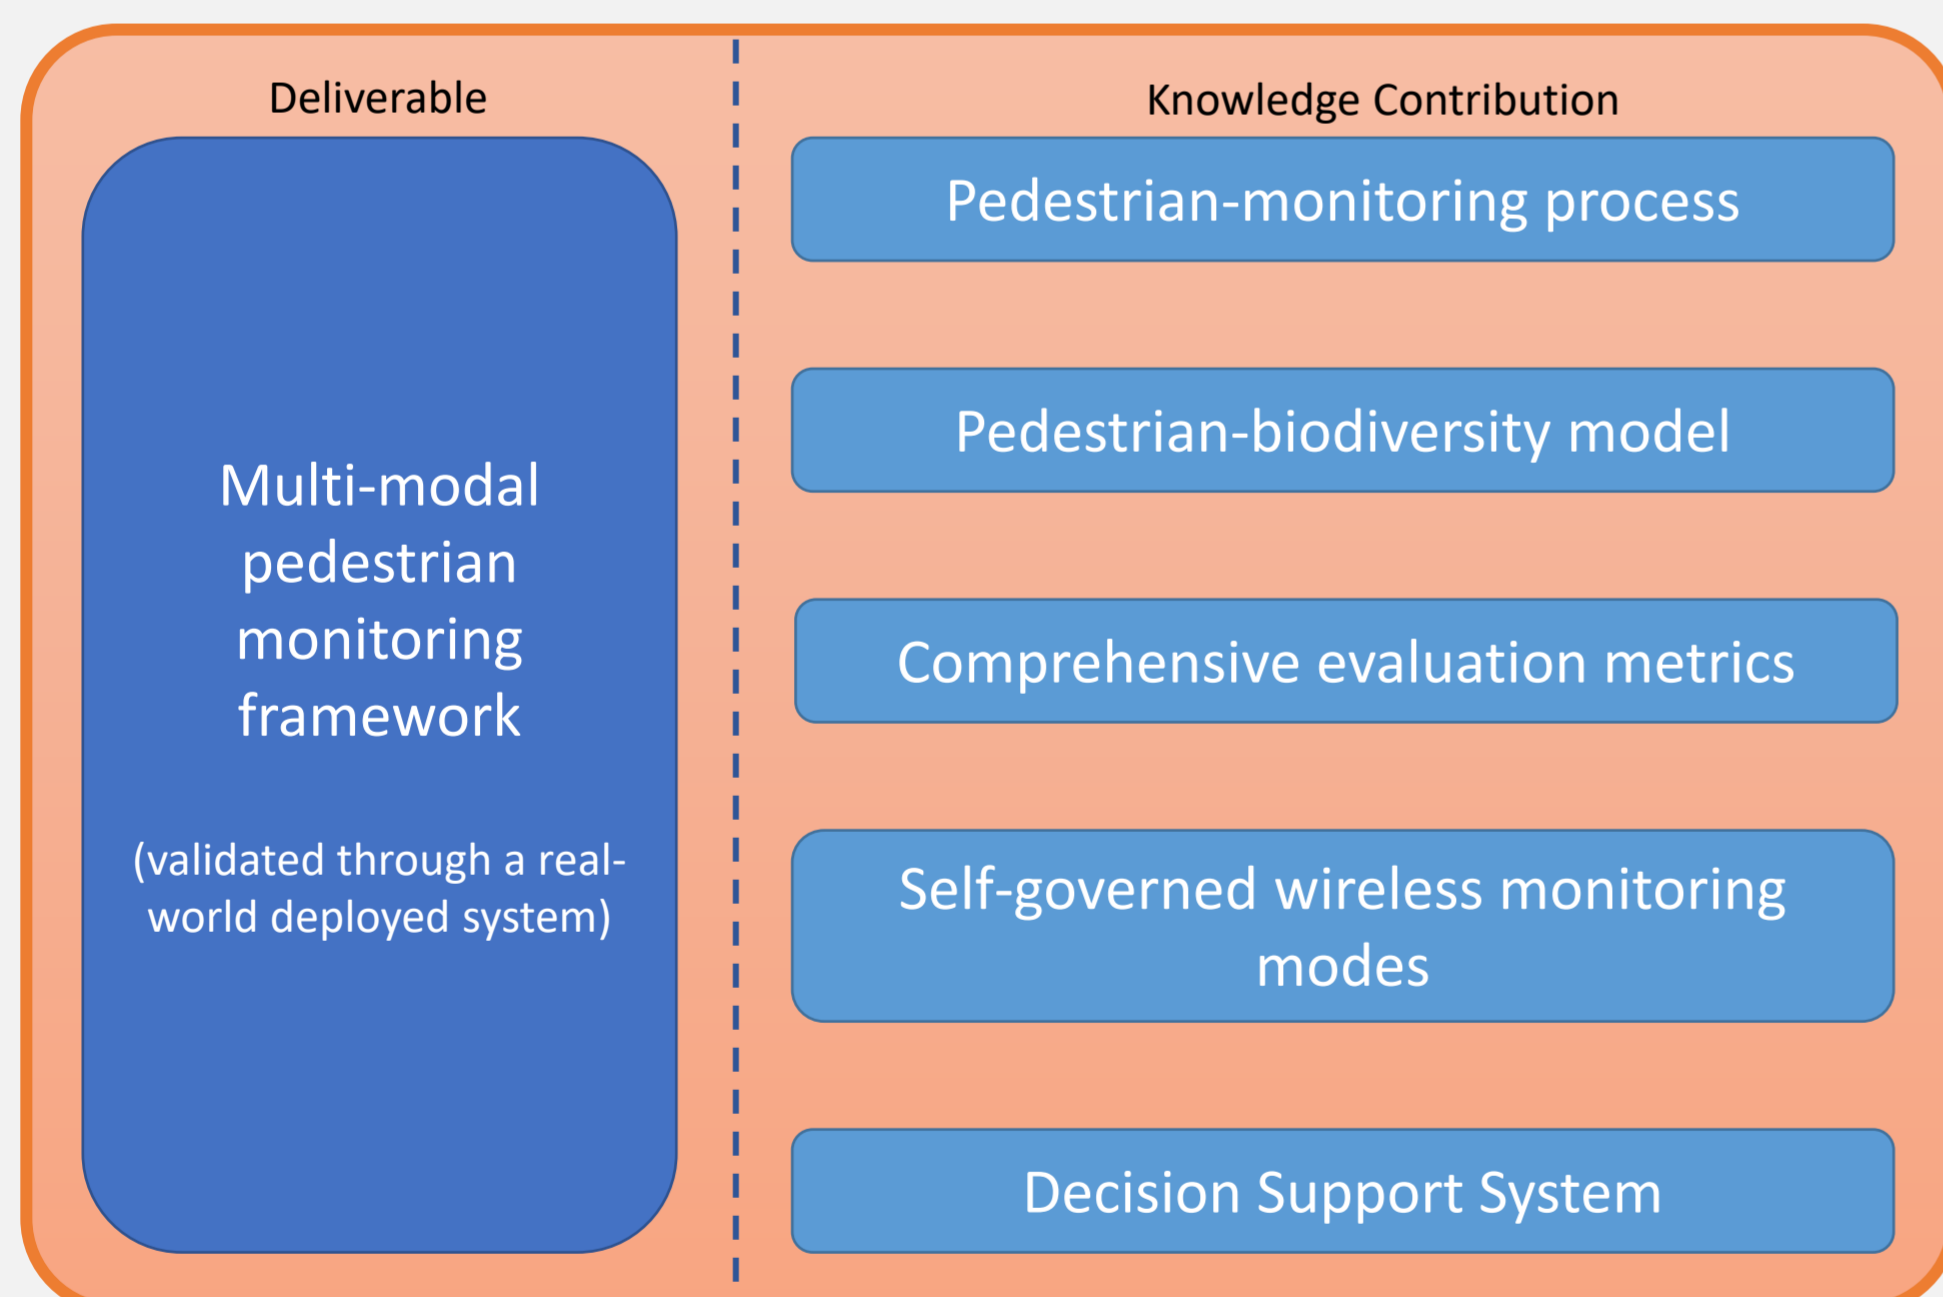 Deliverable
Multi-modal
pedestrian
monitoring
framework
(validated through a real-
world deployed system)
Knowledge Contribution
Pedestrian-monitoring process
Pedestrian-biodiversity model
Comprehensive evaluation metrics
Self-governed wireless monitoring
modes
Decision Support System